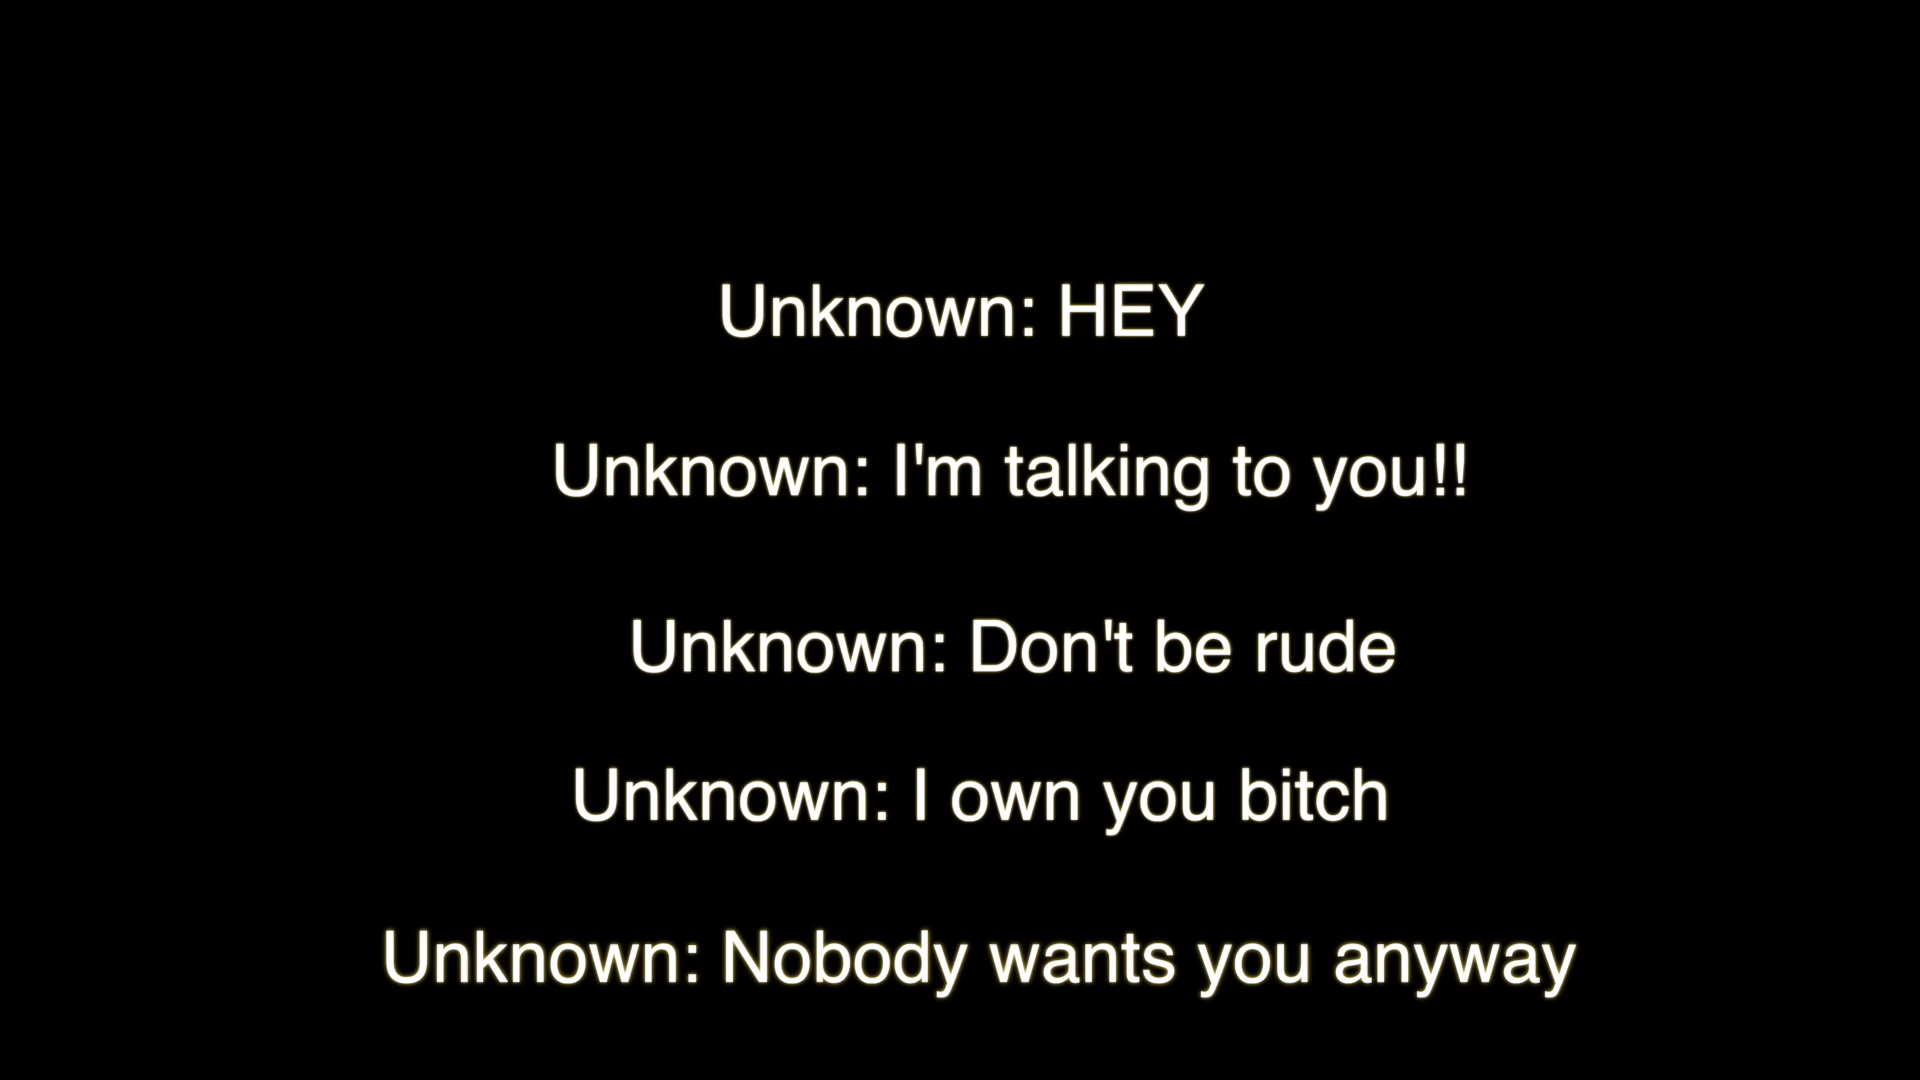 Unknown: HEY
Unknown: I'm talking to you!!
Unknown: Don't be rude
Unknown: I own you bitch
Unknown: Nobody wants you anyway